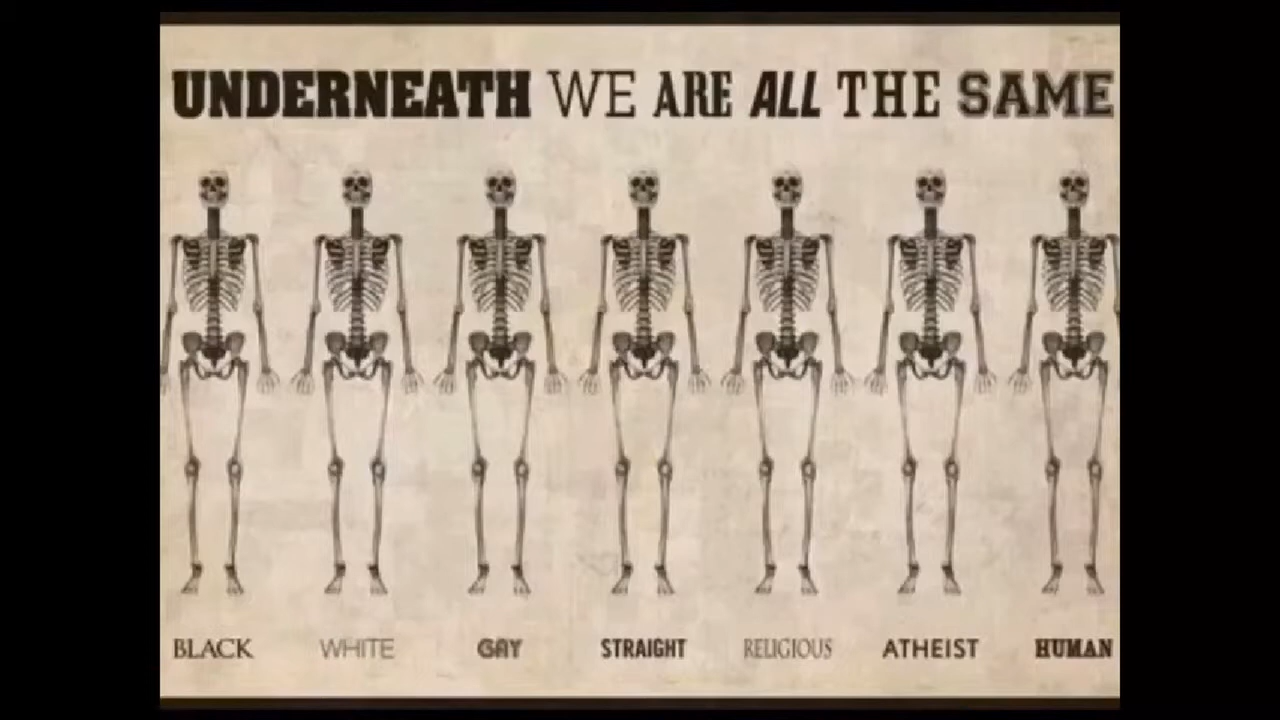 UNDERNEATH WE ARE ALL THE SAME
BLACK WHITE GAY STRAIGHT RELIGIOUS ATHEIST HUMAN